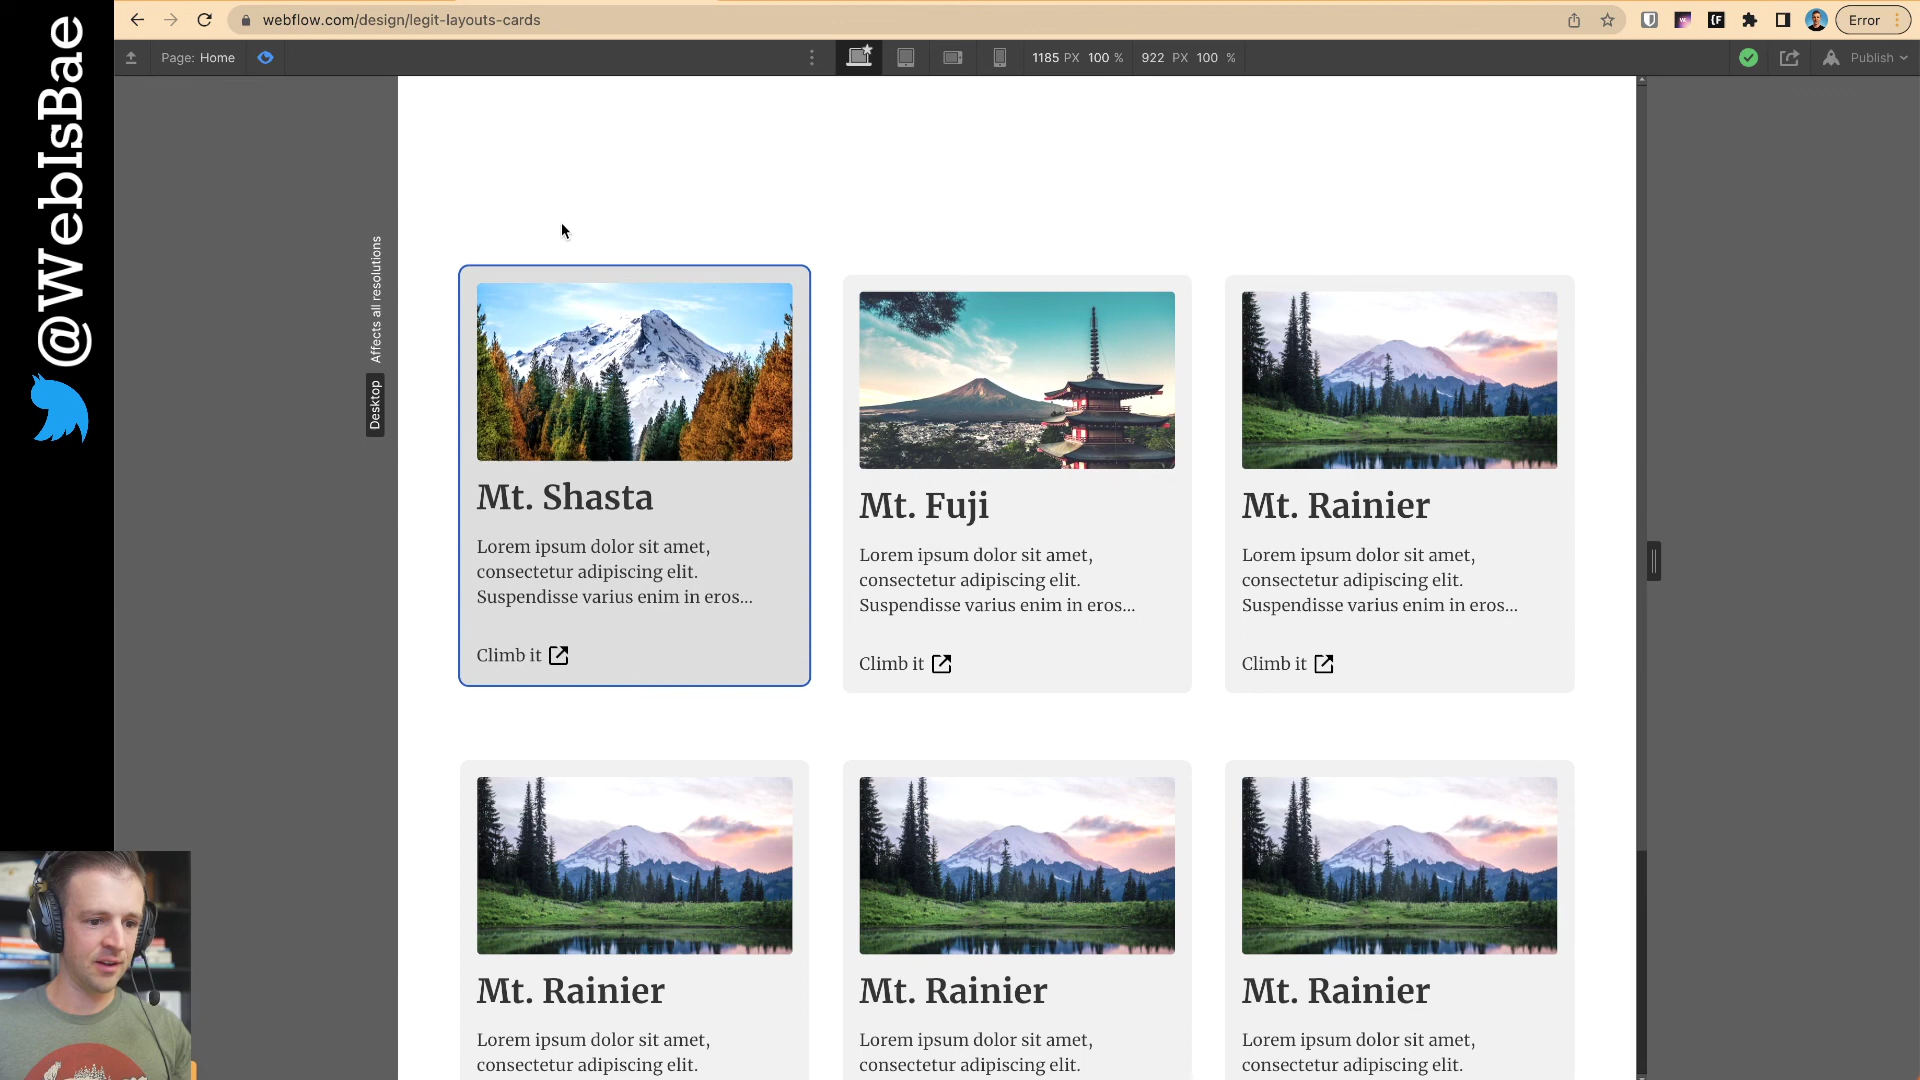 webflow.com/design/legit-layouts-cards
Error
Page: Home
1185 PX 100 %
922 PX 100 %
Publish
@WebIsBae
Desktop Affects all resolutions
Mt. Shasta
Lorem ipsum dolor sit amet,
consectetur adipiscing elit.
Suspendisse varius enim in eros...
Climb it
Mt. Fuji
Lorem ipsum dolor sit amet,
consectetur adipiscing elit.
Suspendisse varius enim in eros...
Climb it
Mt. Rainier
Lorem ipsum dolor sit amet,
consectetur adipiscing elit.
Suspendisse varius enim in eros...
Climb it
Mt. Rainier
Lorem ipsum dolor sit amet,
consectetur adipiscing elit.
Mt. Rainier
Lorem ipsum dolor sit amet,
consectetur adipiscing elit.
Mt. Rainier
Lorem ipsum dolor sit amet,
consectetur adipiscing elit.